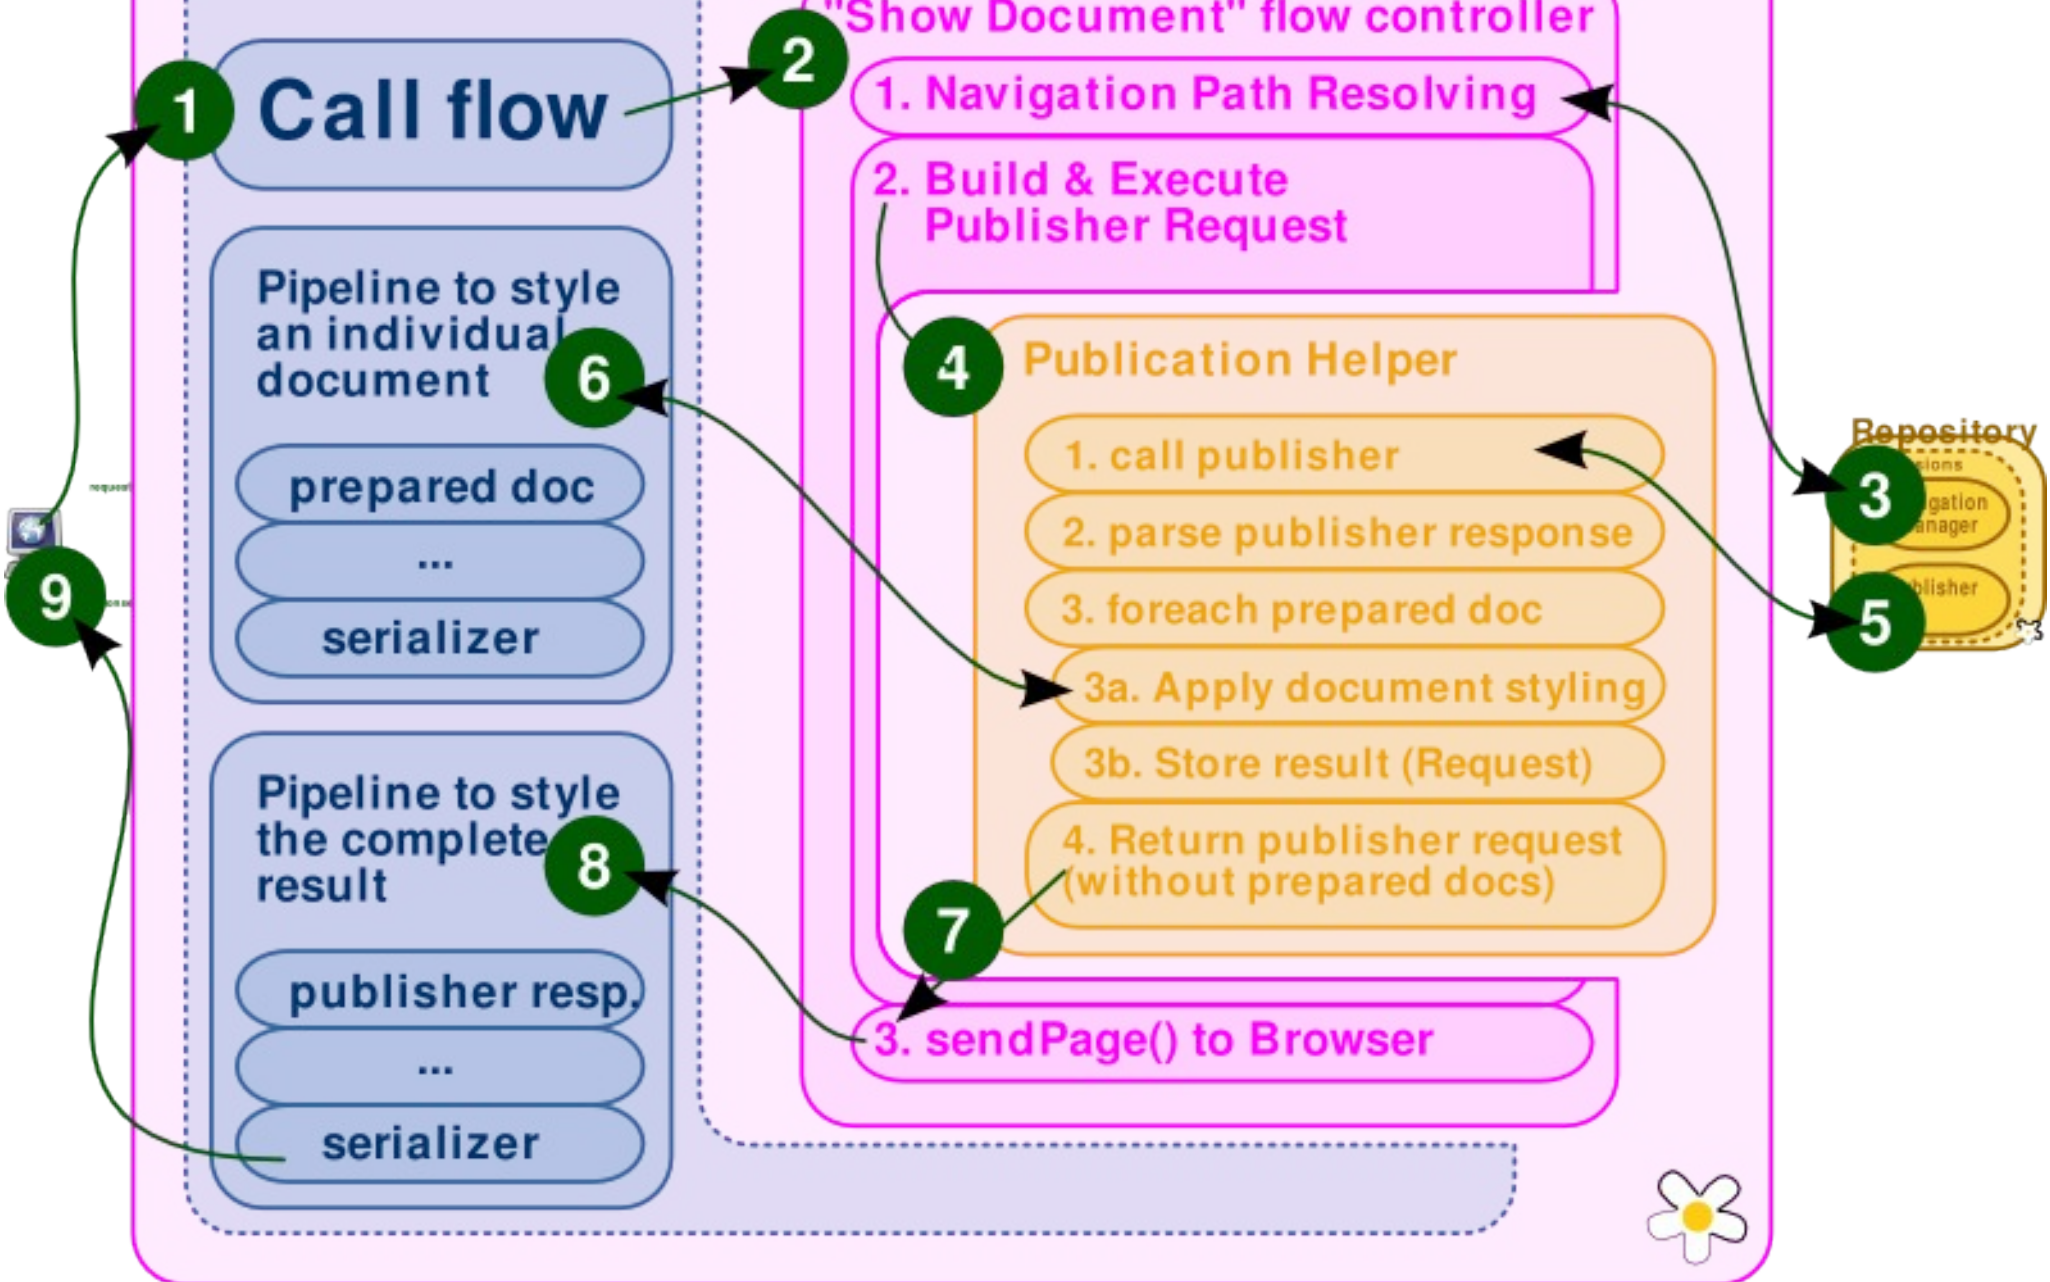 "Show Document" flow controller
1
Call flow
2
1. Navigation Path Resolving
2. Build & Execute
Publisher Request
Pipeline to style
an individual
document
6
prepared doc
...
serializer
4
Publication Helper
1. call publisher
2. parse publisher response
3. foreach prepared doc
3a. Apply document styling
3b. Store result (Request)
4. Return publisher request
(without prepared docs)
7
3. sendPage() to Browser
Pipeline to style
the complete
result
8
publisher resp.
...
serializer
request
9
Repository
3
5